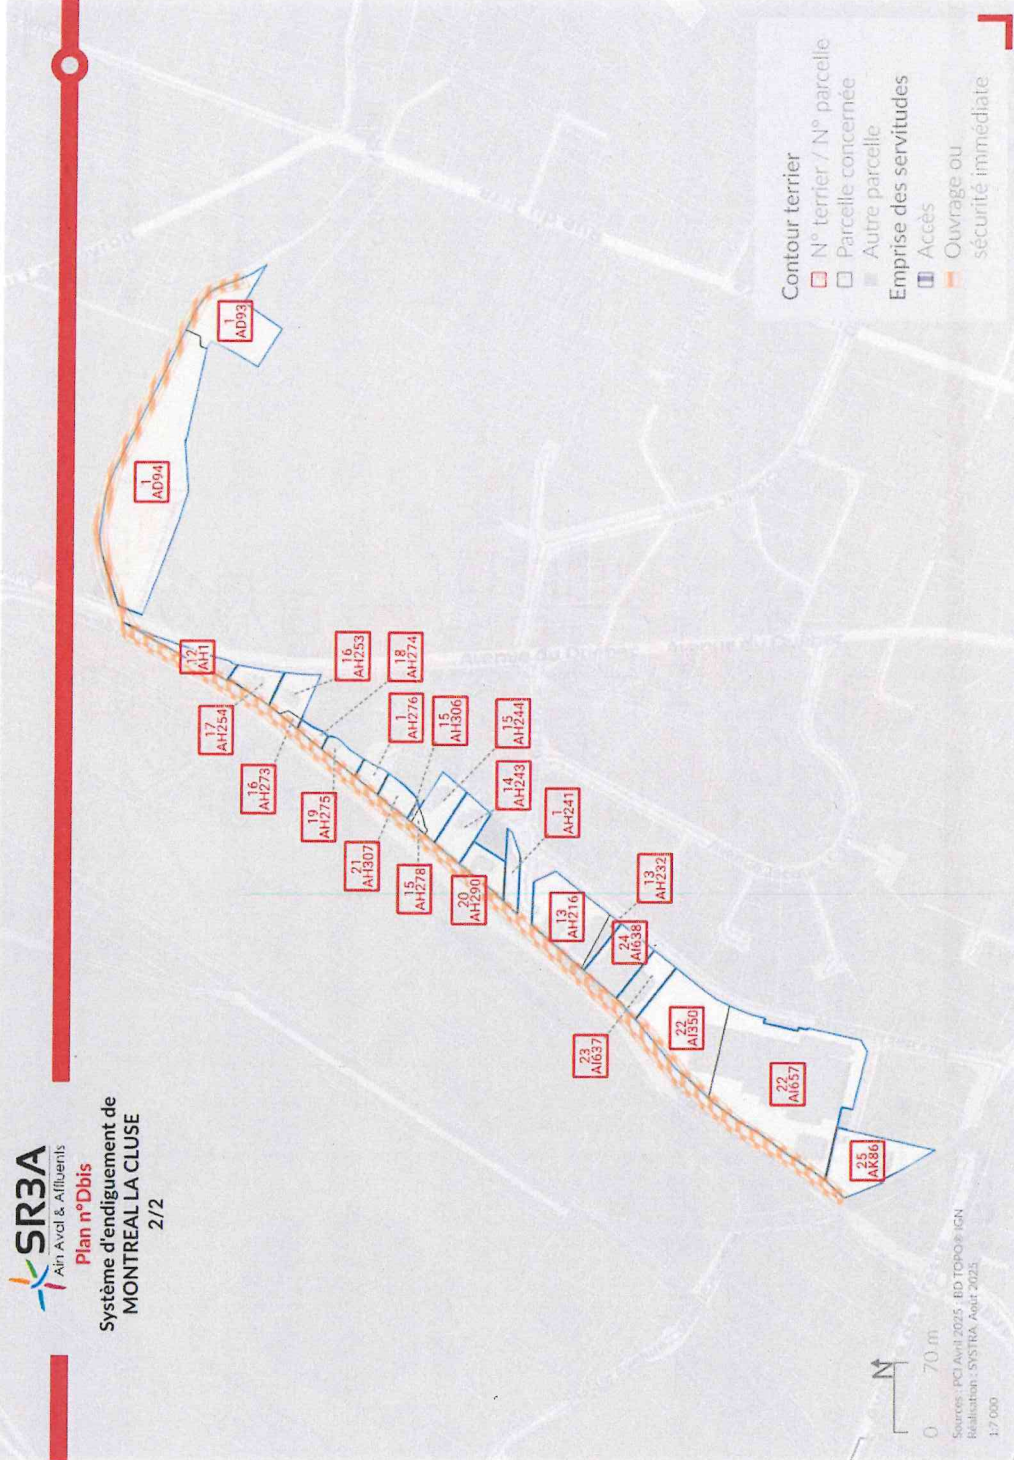 SR3A
Ain Aval & Affluents
Plan n°Dbis
Système d'endiguement de
MONTREAL LA CLUSE
2/2
1
AD93
1
AD94
12
AH1
16
AH253
18
AH274
17
AH254
1
AH276
15
AH306
15
AH244
16
AH273
19
AH275
14
AH243
1
AH241
21
AH307
15
AH278
20
AH290
13
AH216
13
AH232
24
AI638
23
AI637
22
AI350
22
AI657
25
AK86
Avenue du
Avenue du
Contour terrier
N° terrier / N° parcelle
Parcelle concernée
Autre parcelle
Emprise des servitudes
Accès
Ouvrage ou
sécurité immédiate
N
0 70 m
Sources : PCI Avril 2025 - BD TOPO® IGN
Réalisation : SYSTRA, Août 2025
1:7 000